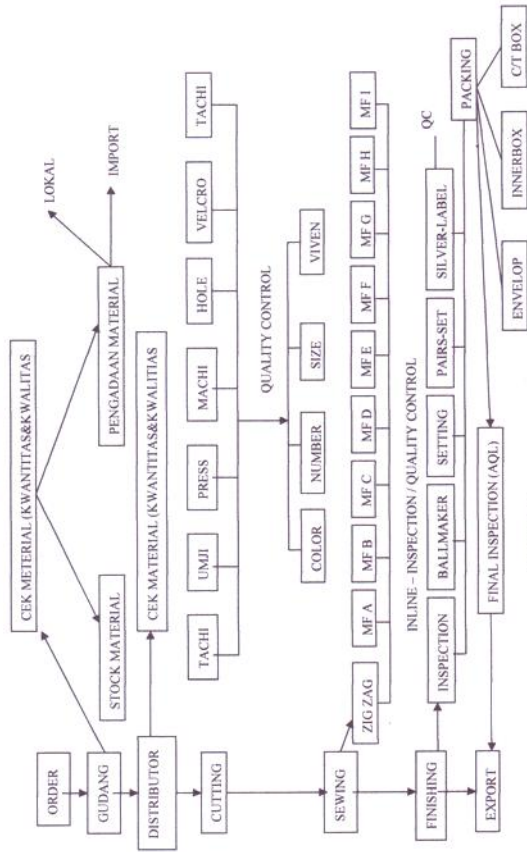 ORDER
CEK METERIAL (KWANTITAS&KWALITAS)
LOKAL
GUDANG
STOCK MATERIAL
PENGADAAN MATERIAL
IMPORT
DISTRIBUTOR
CEK MATERIAL (KWANTITAS&KWALITIAS)
CUTTING
TACHI
UMJI
PRESS
MACHI
HOLE
VELCRO
TACHI
QUALITY CONTROL
COLOR
NUMBER
SIZE
VIVEN
SEWING
ZIG ZAG
MF A
MF B
MF C
MF D
MF E
MF F
MF G
MF H
MF I
INLINE – INSPECTION / QUALITY CONTROL
FINISHING
INSPECTION
BALLMAKER
SETTING
PAIRS-SET
SILVER-LABEL
QC
PACKING
EXPORT
FINAL INSPECTION (AQL)
ENVELOP
INNERBOX
C/T BOX